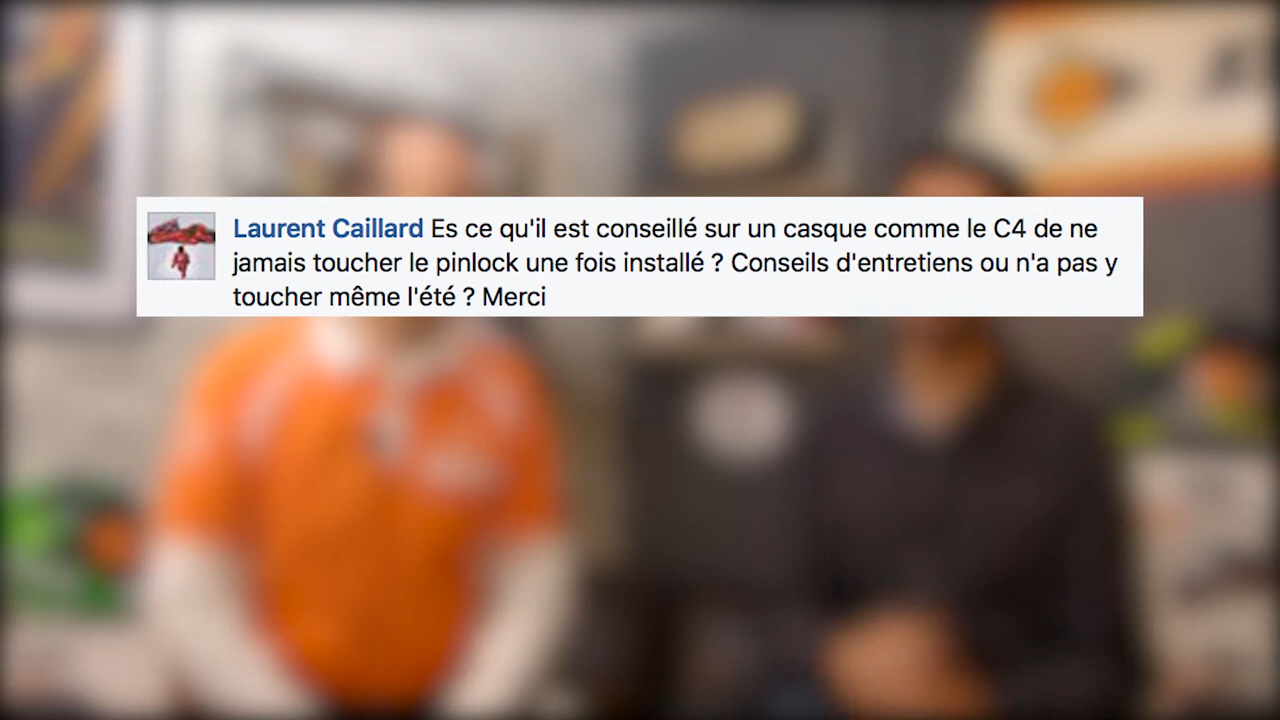 Laurent Caillard Es ce qu'il est conseillé sur un casque comme le C4 de ne
jamais toucher le pinlock une fois installé ? Conseils d'entretiens ou n'a pas y
toucher même l'été ? Merci